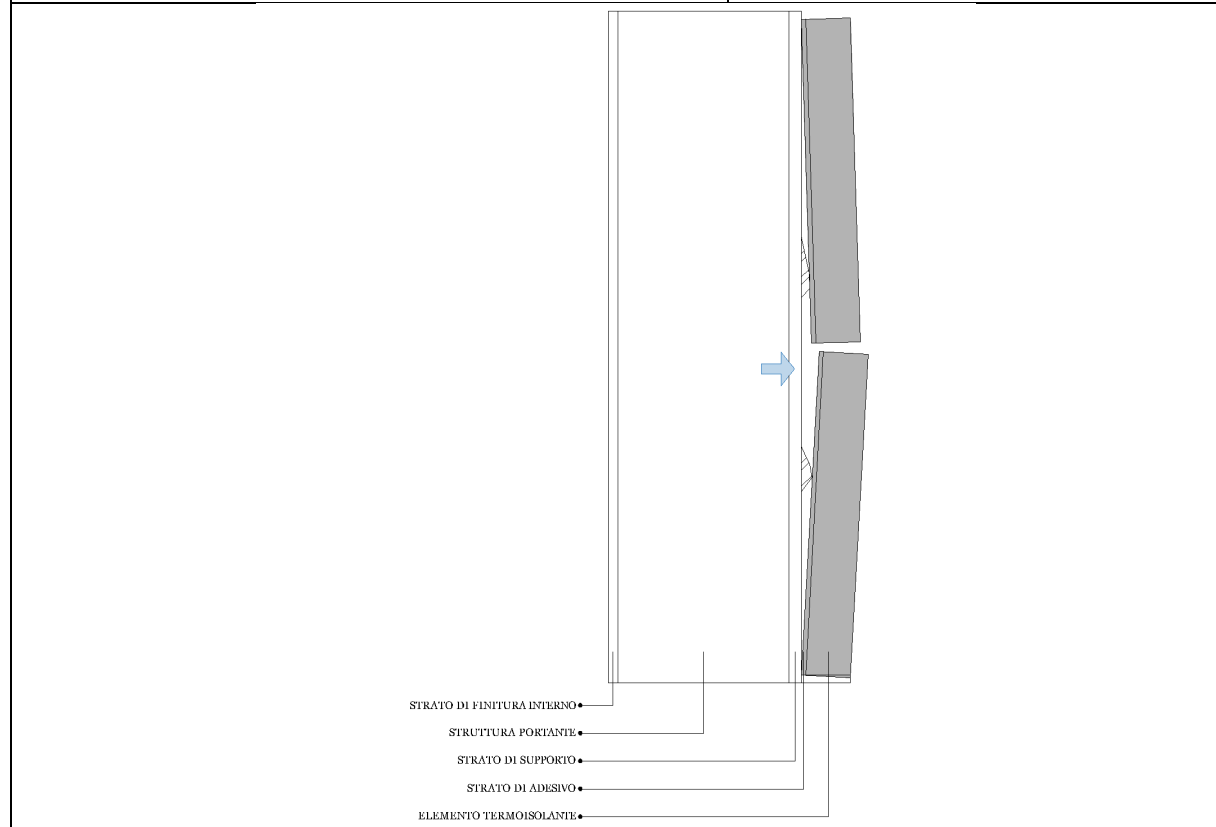 STRATO DI FINITURA INTERNO
STRUTTURA PORTANTE
STRATO DI SUPPORTO
STRATO DI ADESIVO
ELEMENTO TERMOISOLANTE